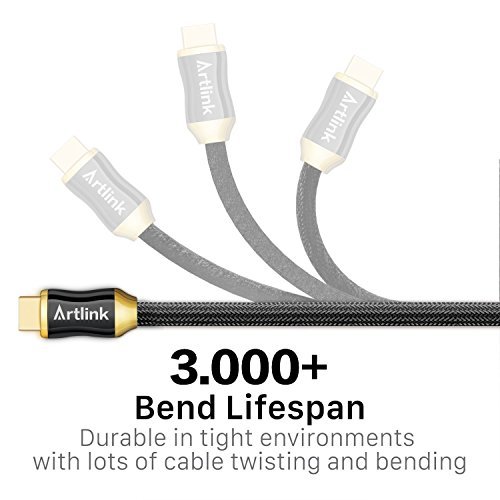 Artlink
Artlink
Artlink
Artlink
3.000+
Bend Lifespan
Durable in tight environments
with lots of cable twisting and bending